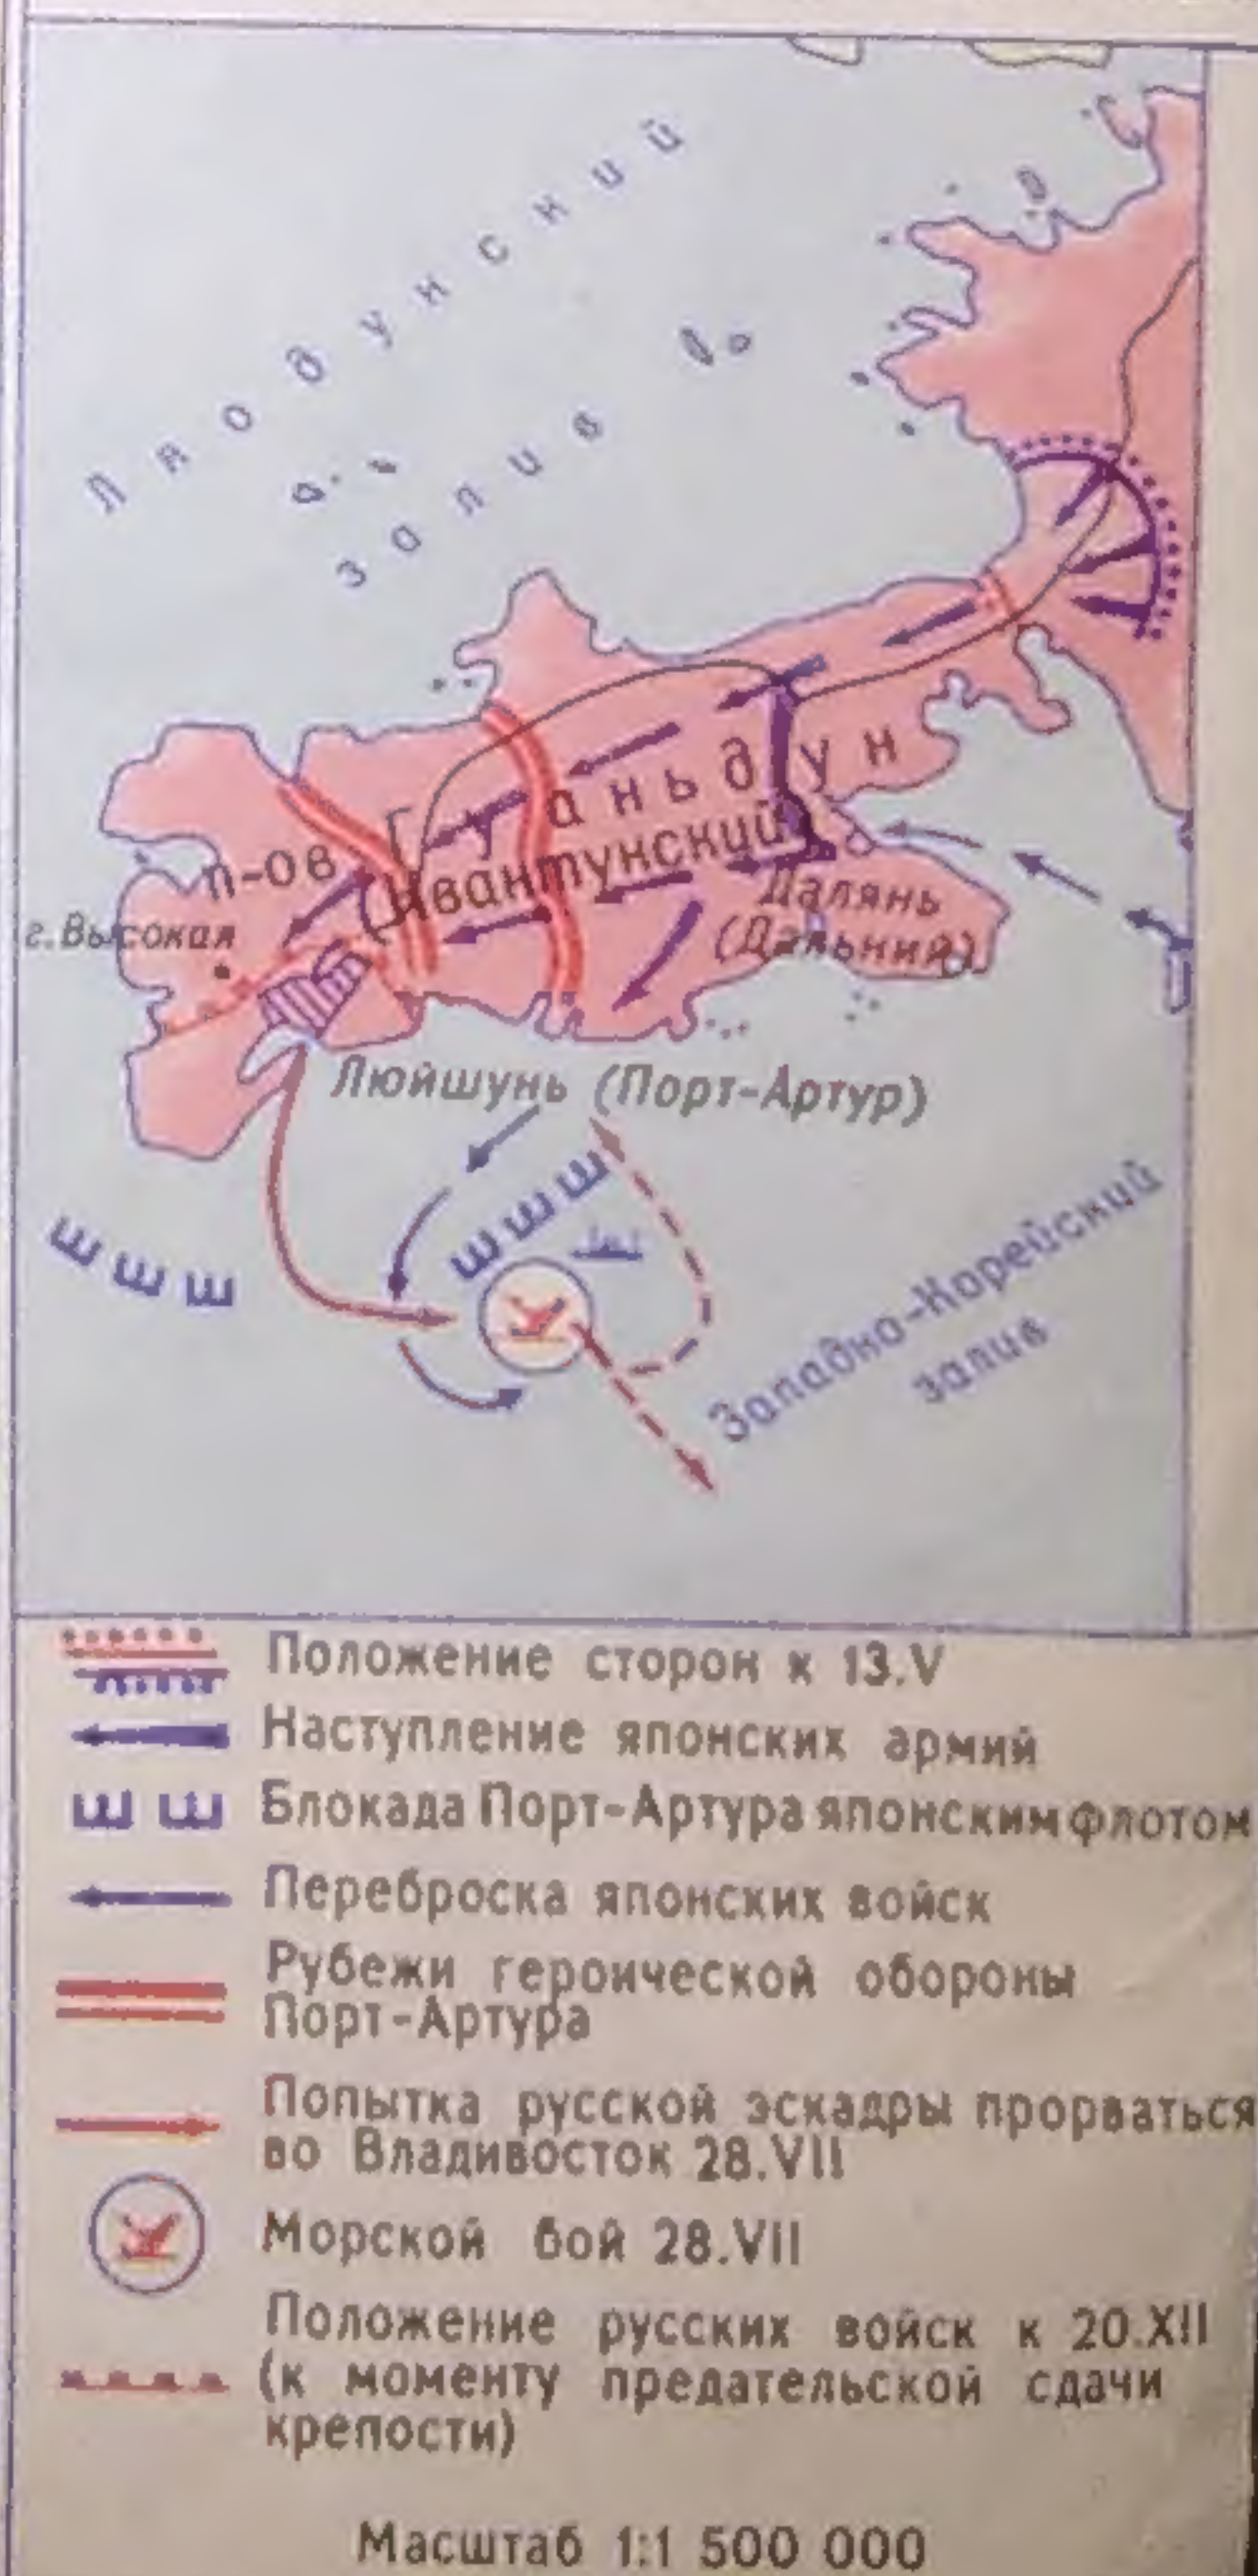 Ляодунский
залив
п-ов Гуаньдун
(Квантунский)
г. Высокая
Далянь
(Дальний)
Люйшунь (Порт-Артур)
Западно-Корейский
залив
Положение сторон к 13.V
Наступление японских армий
Блокада Порт-Артура японским флотом
Переброска японских войск
Рубежи героической обороны
Порт-Артура
Попытка русской эскадры прорваться
во Владивосток 28.VII
Морской бой 28.VII
Положение русских войск к 20.XII
(к моменту предательской сдачи
крепости)
Масштаб 1:1 500 000